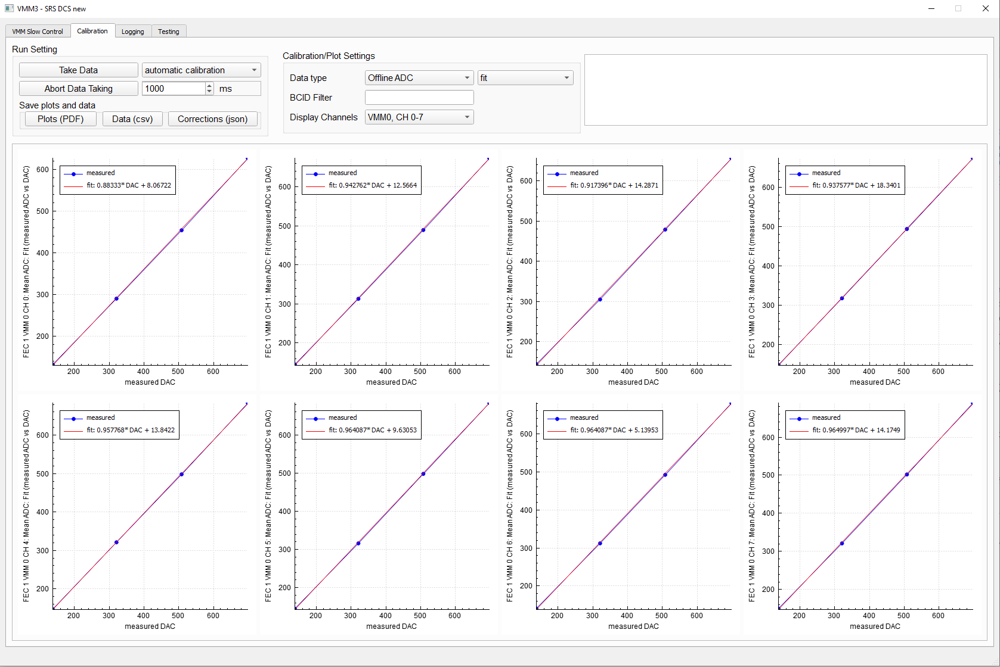 VMM3 - SRS DCS new
VMM Slow Control
Calibration
Logging
Testing
Run Setting
Take Data
automatic calibration
Abort Data Taking
1000
ms
Save plots and data
Plots (PDF)
Data (csv)
Corrections (json)
Calibration/Plot Settings
Data type
Offline ADC
fit
BCID Filter
Display Channels
VMM0, CH 0-7
FEC 1 VMM 0 CH 0: Mean ADC: Fit (measured ADC vs DAC)
600
500
400
300
200
measured
fit: 0.88333* DAC + 8.06722
200 300 400 500 600
measured DAC
FEC 1 VMM 0 CH 1: Mean ADC: Fit (measured ADC vs DAC)
600
500
400
300
200
measured
fit: 0.942762* DAC + 12.5664
200 300 400 500 600
measured DAC
FEC 1 VMM 0 CH 2: Mean ADC: Fit (measured ADC vs DAC)
600
500
400
300
200
measured
fit: 0.917396* DAC + 14.2871
200 300 400 500 600
measured DAC
FEC 1 VMM 0 CH 3: Mean ADC: Fit (measured ADC vs DAC)
600
500
400
300
200
measured
fit: 0.937577* DAC + 18.3401
200 300 400 500 600
measured DAC
FEC 1 VMM 0 CH 4: Mean ADC: Fit (measured ADC vs DAC)
600
500
400
300
200
measured
fit: 0.957768* DAC + 13.8422
200 300 400 500 600
measured DAC
FEC 1 VMM 0 CH 5: Mean ADC: Fit (measured ADC vs DAC)
600
500
400
300
200
measured
fit: 0.964087* DAC + 9.63053
200 300 400 500 600
measured DAC
FEC 1 VMM 0 CH 6: Mean ADC: Fit (measured ADC vs DAC)
600
500
400
300
200
measured
fit: 0.964087* DAC + 5.13953
200 300 400 500 600
measured DAC
FEC 1 VMM 0 CH 7: Mean ADC: Fit (measured ADC vs DAC)
600
500
400
300
200
measured
fit: 0.964997* DAC + 14.1749
200 300 400 500 600
measured DAC